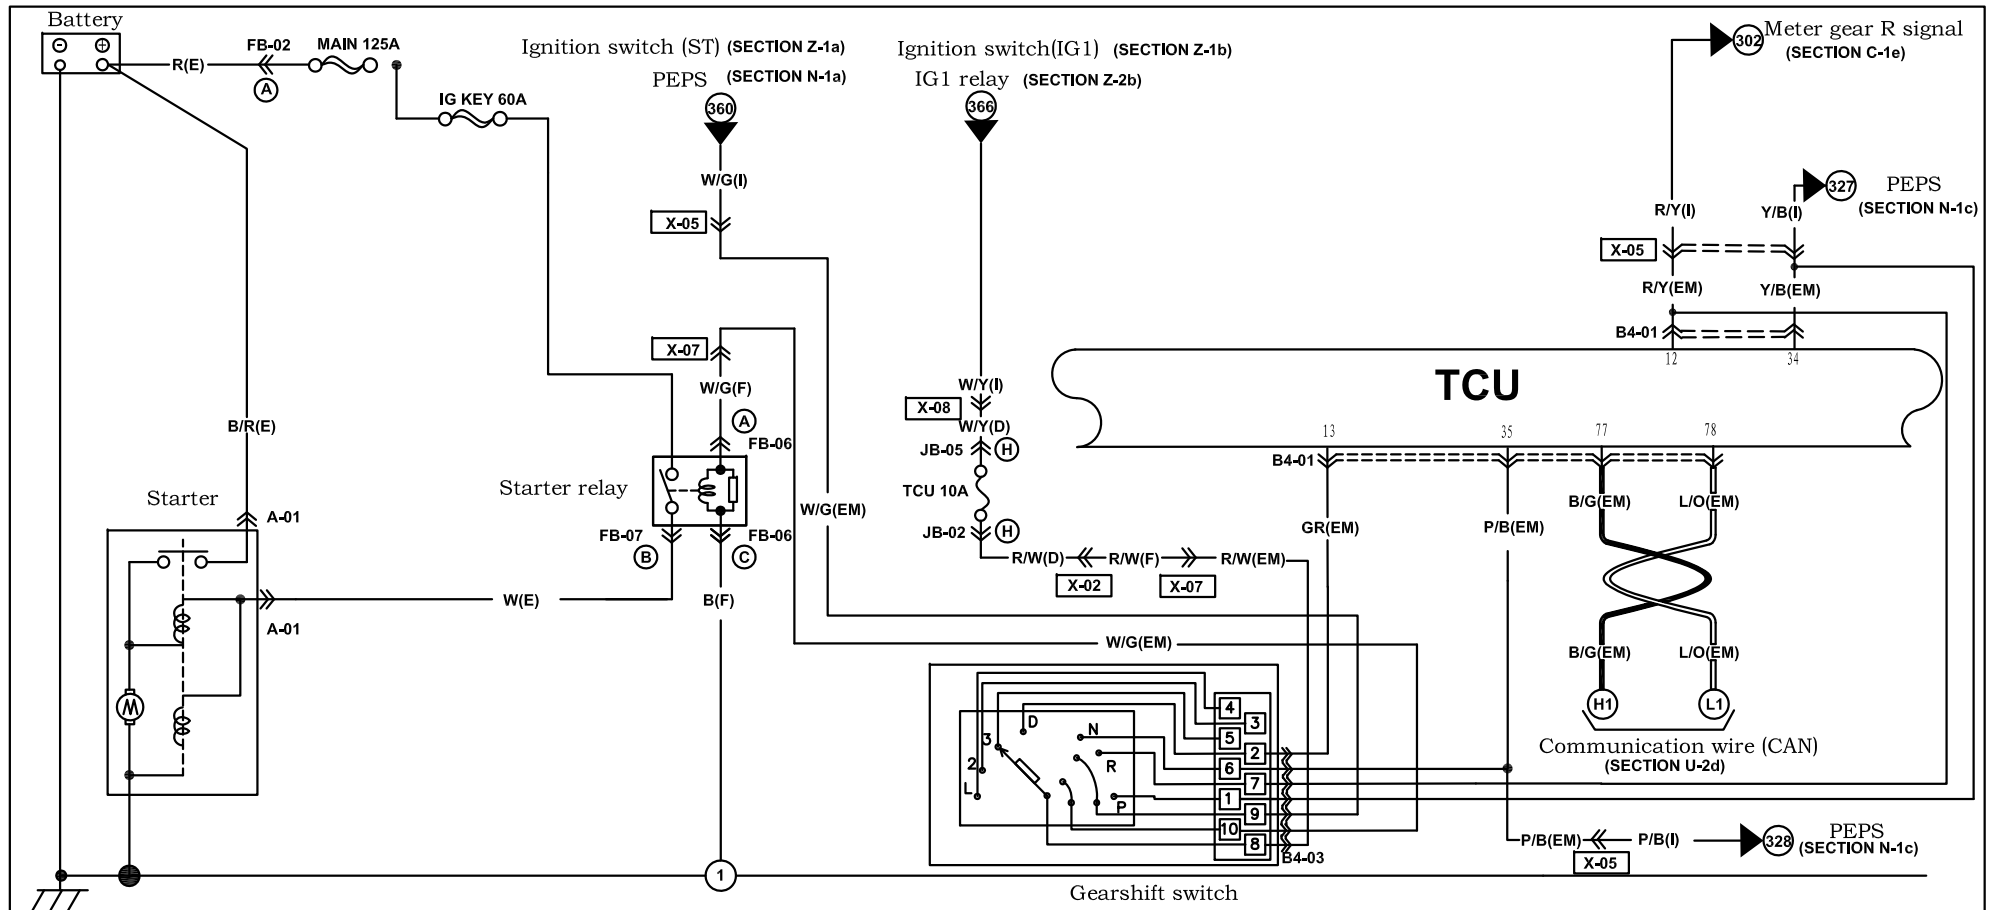 Battery
FB-02
MAIN 125A
R(E)
A
IG KEY 60A
Ignition switch (ST) (SECTION Z-1a)
PEPS (SECTION N-1a)
360
Ignition switch(IG1) (SECTION Z-1b)
IG1 relay (SECTION Z-2b)
366
302
Meter gear R signal
(SECTION C-1e)
327
PEPS
(SECTION N-1c)
W/G(I)
X-05
R/Y(I)
Y/B(I)
X-05
R/Y(EM)
Y/B(EM)
B4-01
12
34
TCU
X-07
W/G(F)
A
FB-06
W/Y(I)
X-08
W/Y(D)
JB-05
H
TCU 10A
JB-02
H
B/R(E)
Starter
A-01
A-01
Starter relay
FB-07
B
FB-06
C
W/G(EM)
W(E)
B(F)
R/W(D)
X-02
R/W(F)
X-07
R/W(EM)
W/G(EM)
13
35
77
78
B4-01
GR(EM)
P/B(EM)
B/G(EM)
L/O(EM)
B/G(EM)
L/O(EM)
H1
L1
Communication wire (CAN)
(SECTION U-2d)
M
D
3
2
L
N
R
P
4
3
5
2
6
7
1
9
10
8
B4-03
P/B(EM)
X-05
P/B(I)
328
PEPS
(SECTION N-1c)
1
Gearshift switch